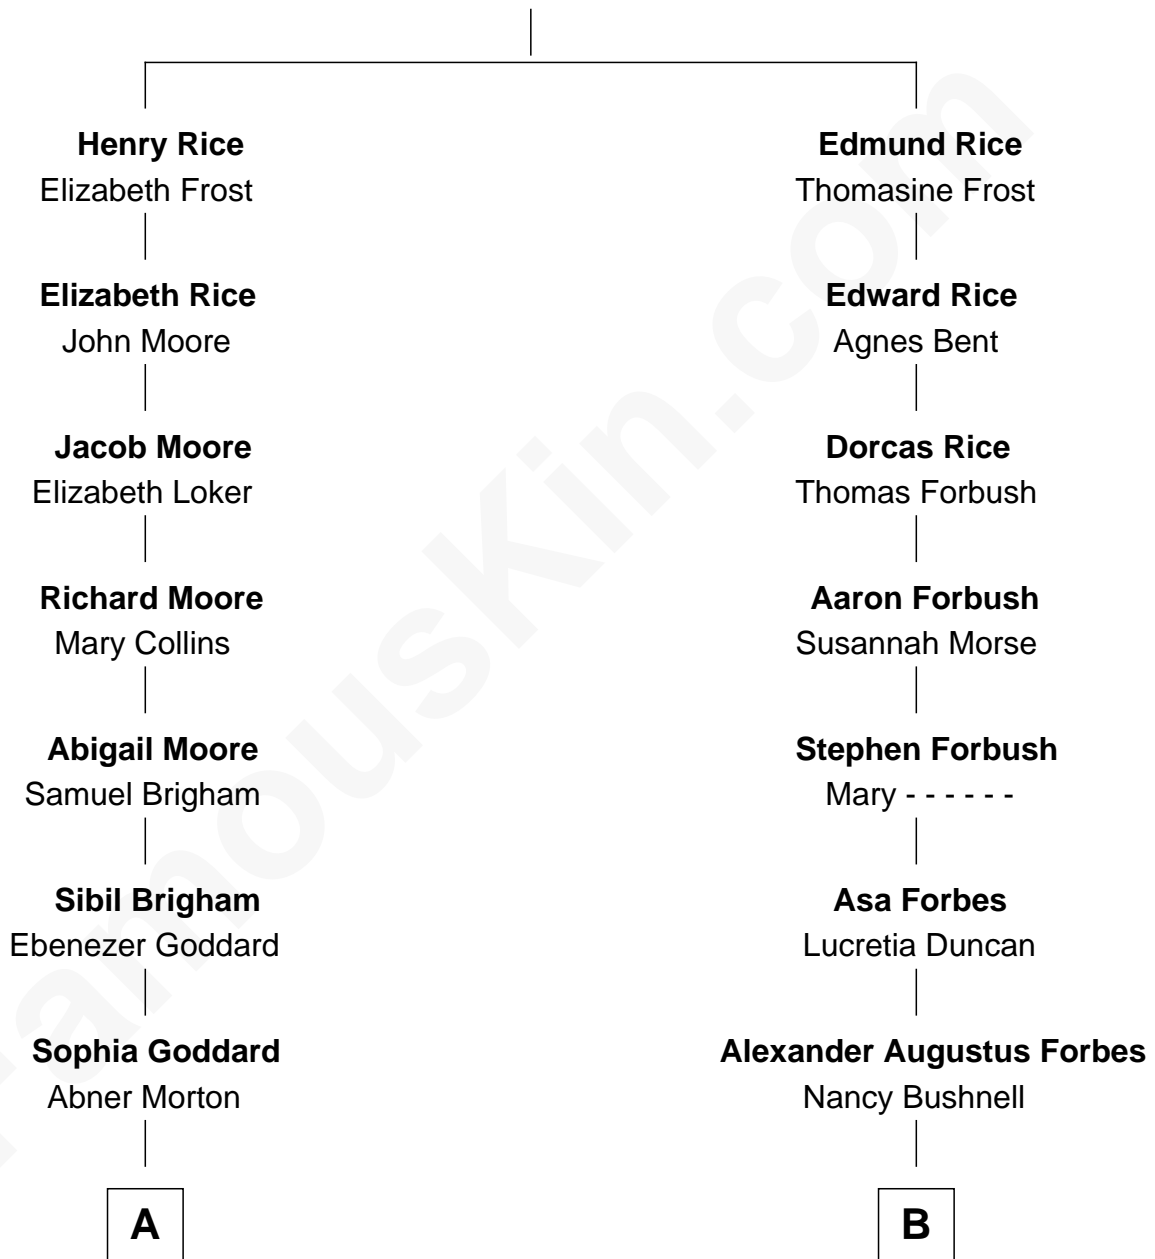 Henry Rice
Elizabeth Frost
Elizabeth Rice
John Moore
Jacob Moore
Elizabeth Loker
Richard Moore
Mary Collins
Abigail Moore
Samuel Brigham
Sibil Brigham
Ebenezer Goddard
Sophia Goddard
Abner Morton
A
Edmund Rice
Thomasine Frost
Edward Rice
Agnes Bent
Dorcas Rice
Thomas Forbush
Aaron Forbush
Susannah Morse
Stephen Forbush
Mary - - - - - -
Asa Forbes
Lucretia Duncan
Alexander Augustus Forbes
Nancy Bushnell
B
FamousKin.com